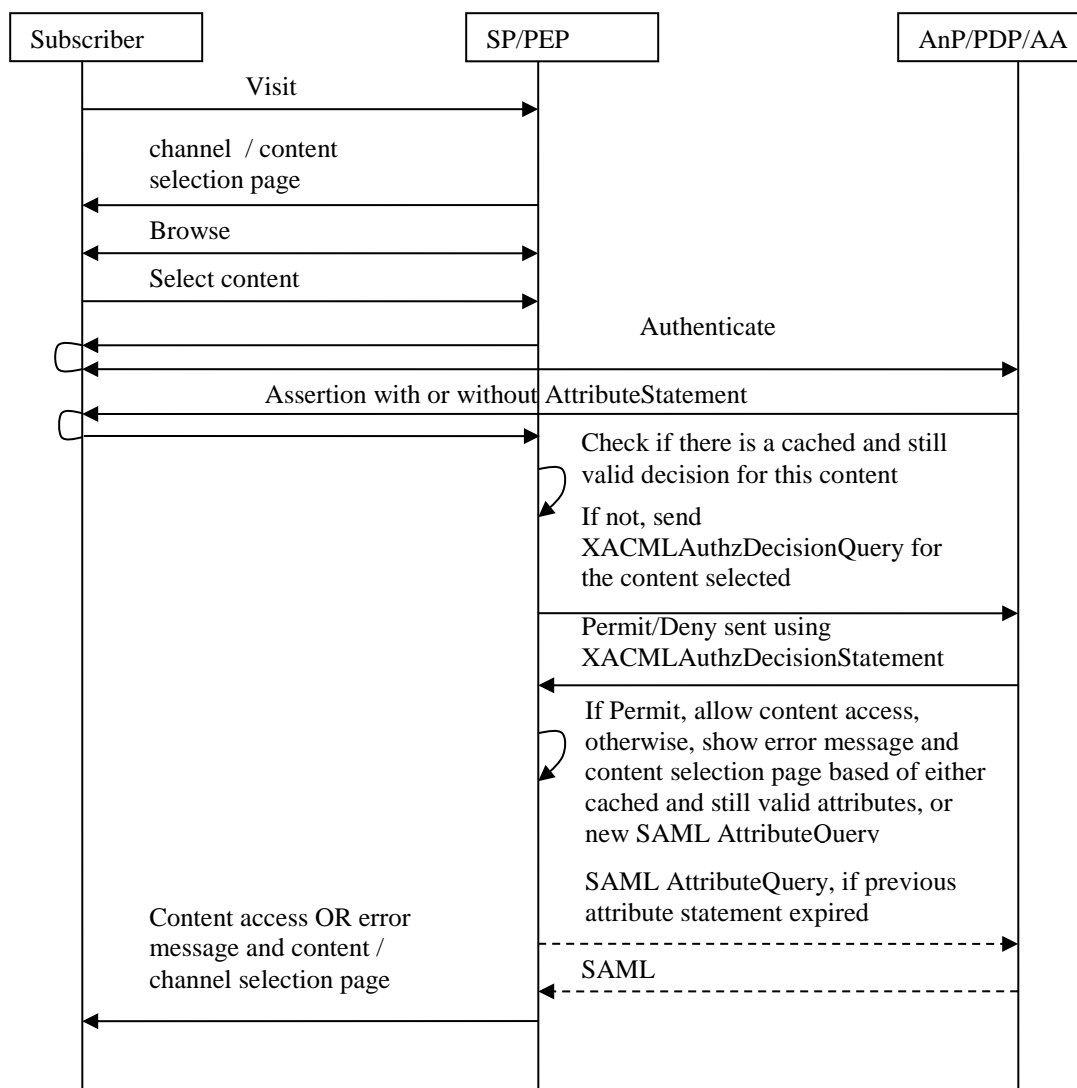 Subscriber
SP/PEP
AnP/PDP/AA
Visit
channel / content
selection page
Browse
Select content
Authenticate
Assertion with or without AttributeStatement
Check if there is a cached and still
valid decision for this content
If not, send
XACMLAuthzDecisionQuery for
the content selected
Permit/Deny sent using
XACMLAuthzDecisionStatement
If Permit, allow content access,
otherwise, show error message and
content selection page based of either
cached and still valid attributes, or
new SAML AttributeQuery
SAML AttributeQuery, if previous
attribute statement expired
Content access OR error
message and content /
channel selection page
SAML